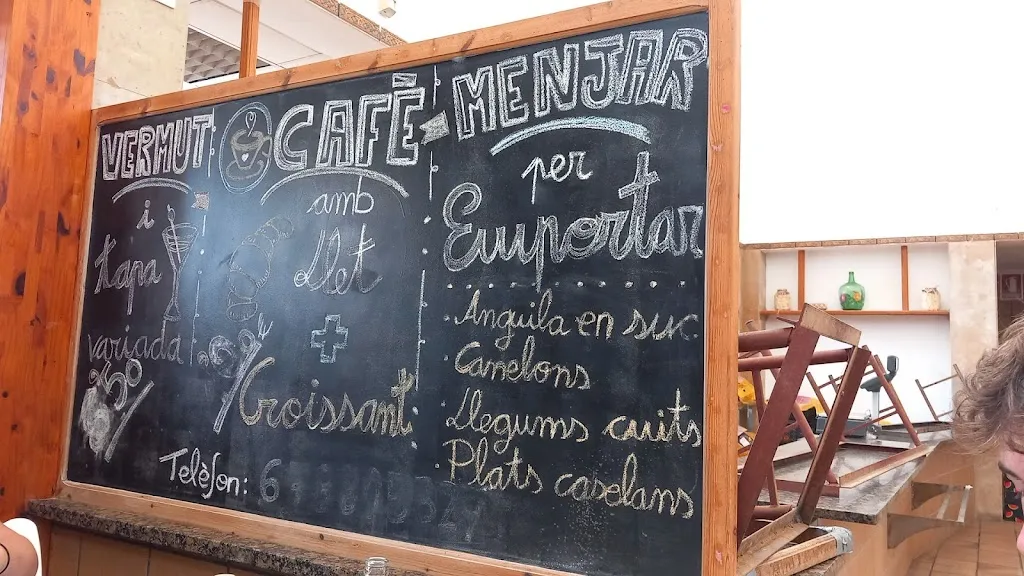 VERMUT
i
tapa
variada
CAFÈ
amb
Llet
+
Croissant
MENJAR
per
Emportar
Anguila en suc
Canelons
Llegums cuits
Plats casolans
Telèfon: 6